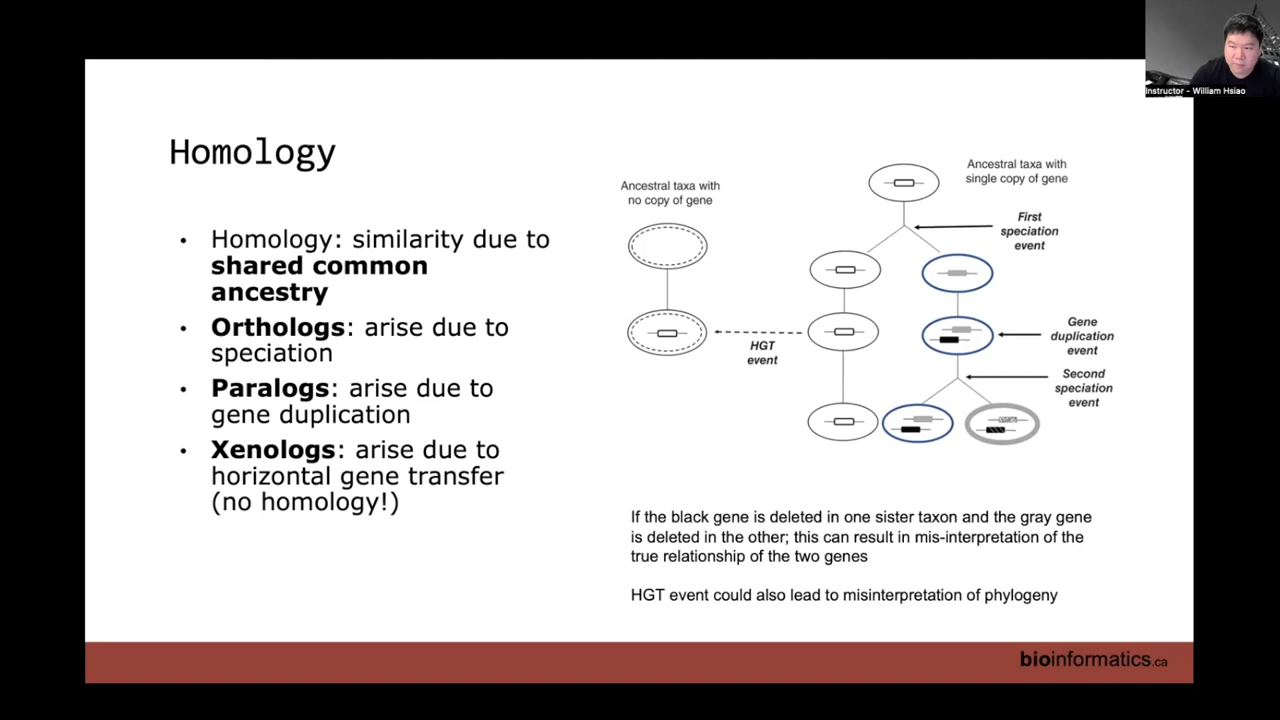 Instructor - William Hsiao
Homology
• Homology: similarity due to
shared common
ancestry
• Orthologs: arise due to
speciation
• Paralogs: arise due to
gene duplication
• Xenologs: arise due to
horizontal gene transfer
(no homology!)
Ancestral taxa with
no copy of gene
Ancestral taxa with
single copy of gene
First
speciation
event
HGT
event
Gene
duplication
event
Second
speciation
event
If the black gene is deleted in one sister taxon and the gray gene
is deleted in the other; this can result in mis-interpretation of the
true relationship of the two genes
HGT event could also lead to misinterpretation of phylogeny
bioinformatics.ca